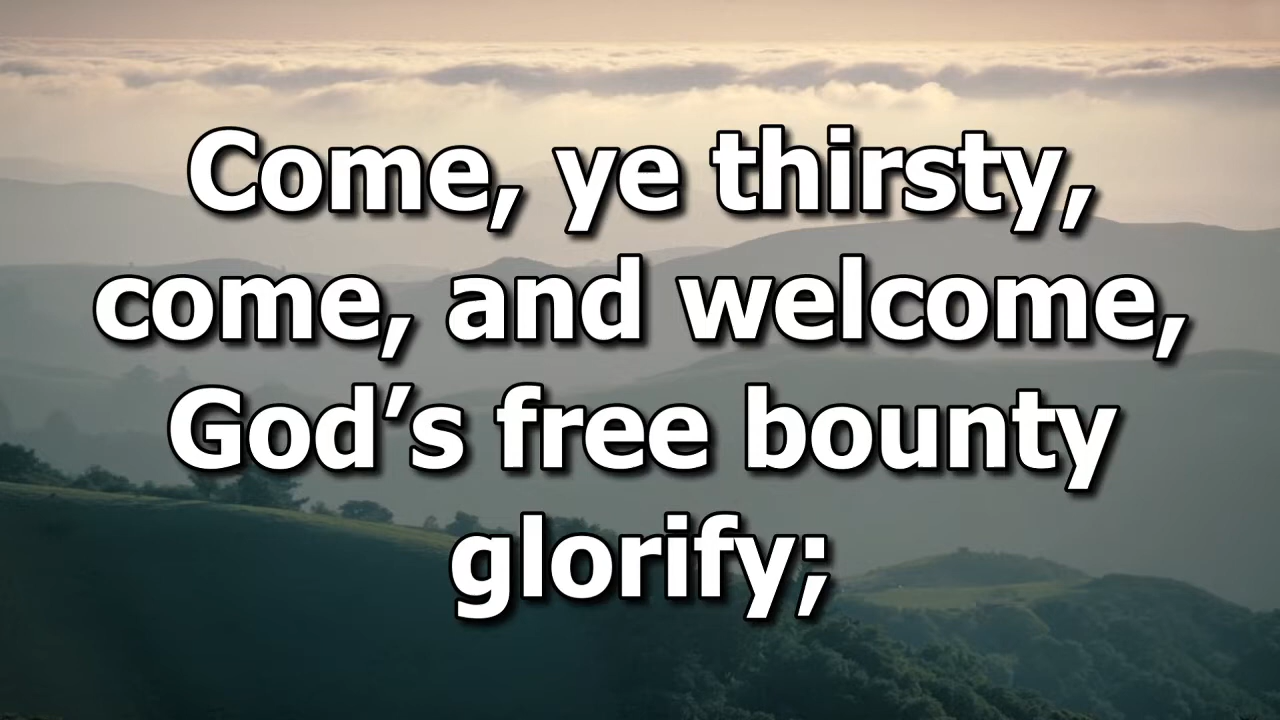 Come, ye thirsty,
come, and welcome,
God’s free bounty
glorify;